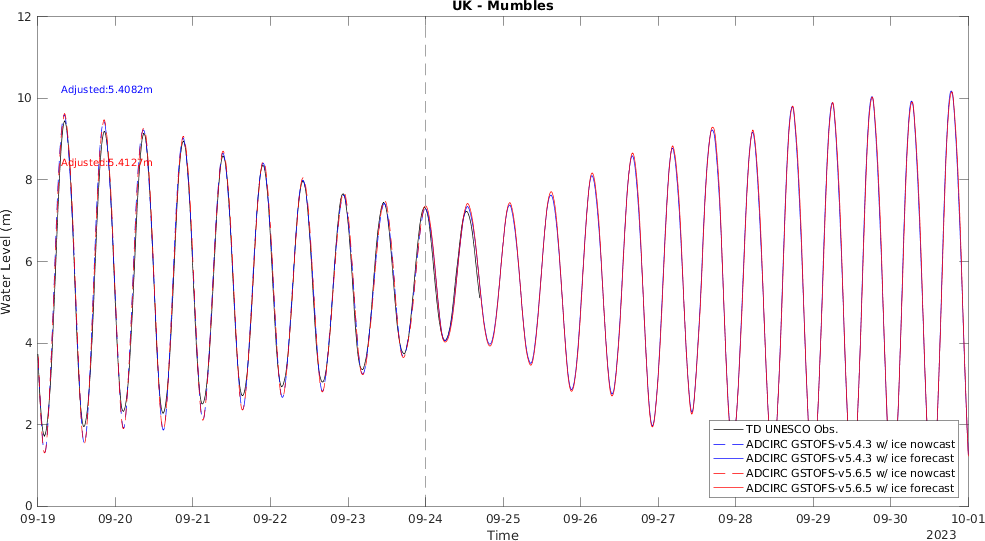 UK - Mumbles
12
10
8
6
4
2
0
Water Level (m)
Adjusted:5.4082m
Adjusted:5.4127m
TD UNESCO Obs.
ADCIRC GSTOFS-v5.4.3 w/ ice nowcast
ADCIRC GSTOFS-v5.4.3 w/ ice forecast
ADCIRC GSTOFS-v5.6.5 w/ ice nowcast
ADCIRC GSTOFS-v5.6.5 w/ ice forecast
09-19 09-20 09-21 09-22 09-23 09-24 09-25 09-26 09-27 09-28 09-29 09-30 10-01
Time
2023